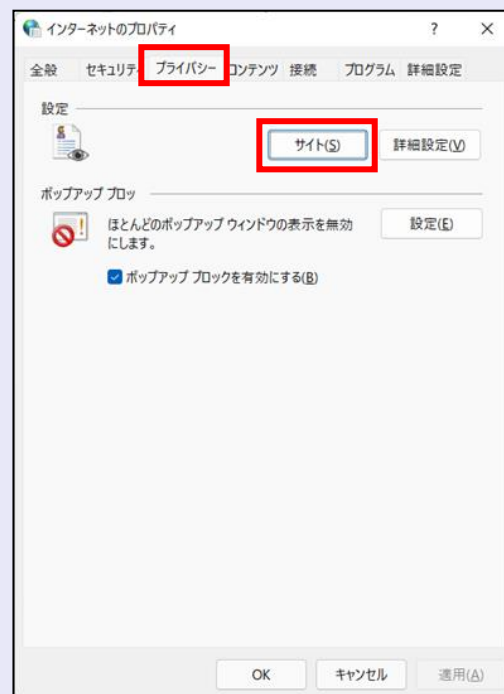 インターネットのプロパティ
?
全般 セキュリティ プライバシー コンテンツ 接続 プログラム 詳細設定
設定
サイト(S) 詳細設定(V)
ポップアップ ブロッ
ほとんどのポップアップ ウィンドウの表示を無効
にします。
設定(E)
ポップアップ ブロックを有効にする(B)
OK キャンセル 適用(A)